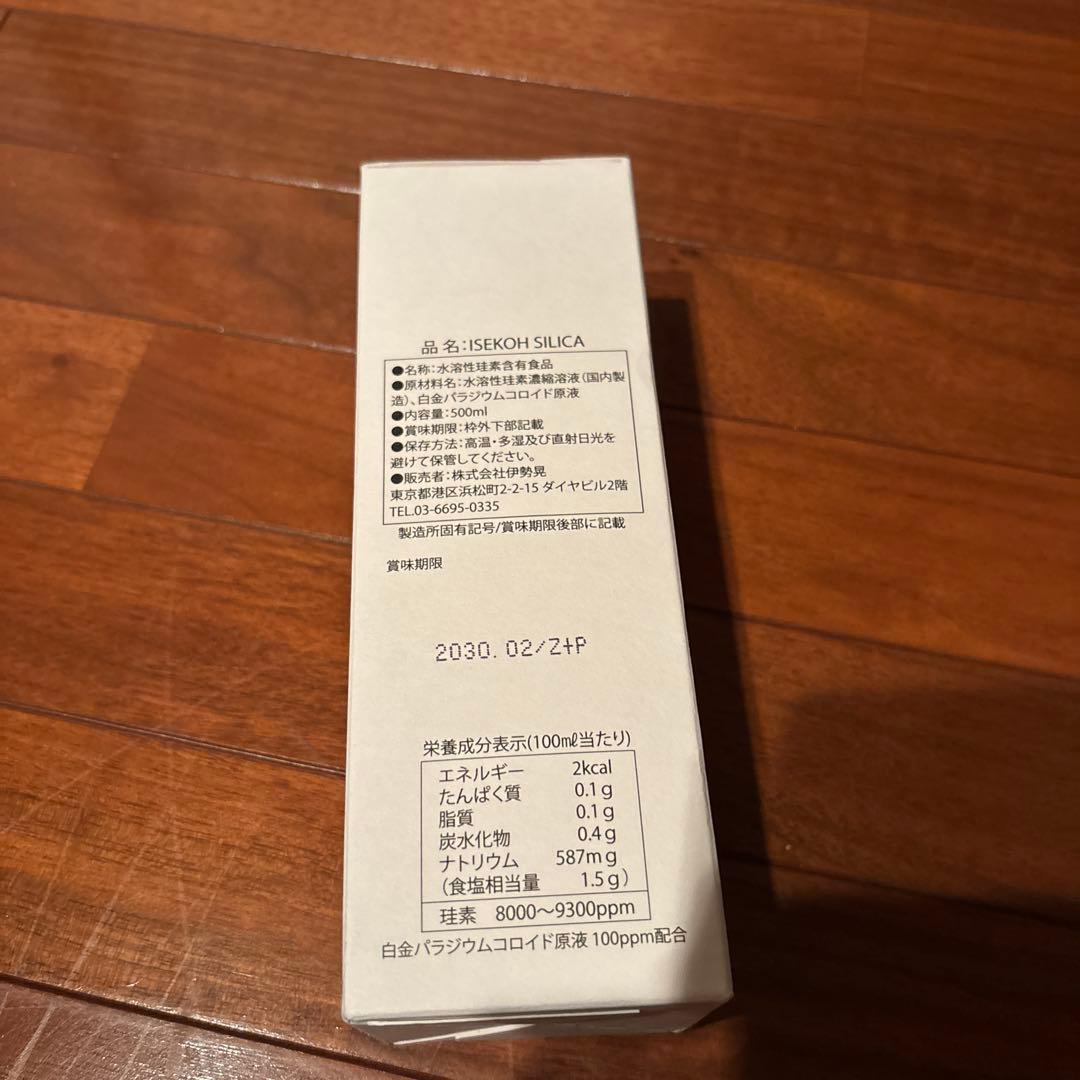 品 名：ISEKOH SILICA
●名称：水溶性珪素含有食品
●原材料名：水溶性珪素濃縮溶液（国内製
造）、白金パラジウムコロイド原液
●内容量：500ml
●賞味期限：枠外下部記載
●保存方法：高温・多湿及び直射日光を
避けて保管してください。
●販売者：株式会社伊勢晃
東京都港区浜松町2-2-15 ダイヤビル2階
TEL.03-6695-0335
製造所固有記号/賞味期限後部に記載
賞味期限
2030.02/Z+P
栄養成分表示(100㎖当たり)
エネルギー 2kcal
たんぱく質 0.1g
脂質 0.1g
炭水化物 0.4g
ナトリウム 587mg
（食塩相当量 1.5g）
珪素 8000～9300ppm
白金パラジウムコロイド原液 100ppm配合